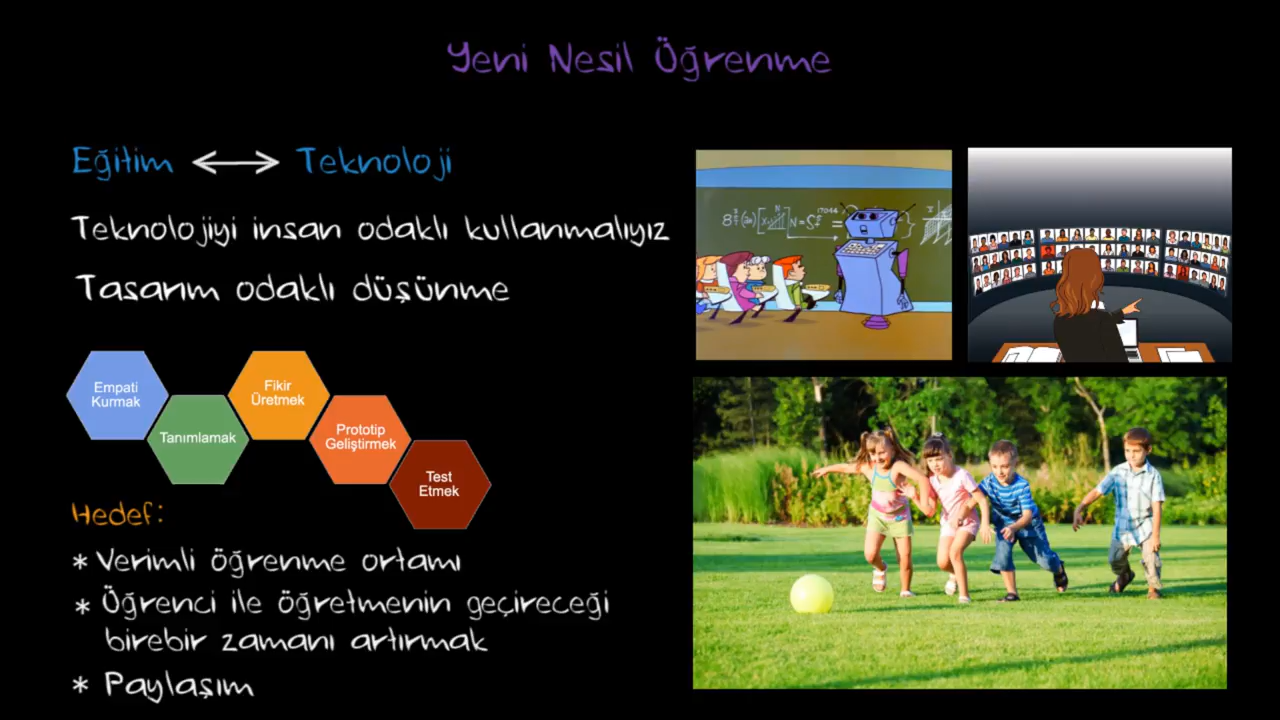 Yeni Nesil Öğrenme
Eğitim ⟷ Teknoloji
Teknolojiyi insan odaklı kullanmalıyız
Tasarım odaklı düşünme
Empati
Kurmak
Tanımlamak
Fikir
Üretmek
Prototip
Geliştirmek
Test
Etmek
Hedef:
* Verimli öğrenme ortamı
* Öğrenci ile öğretmenin geçireceği
birebir zamanı artırmak
* Paylaşım